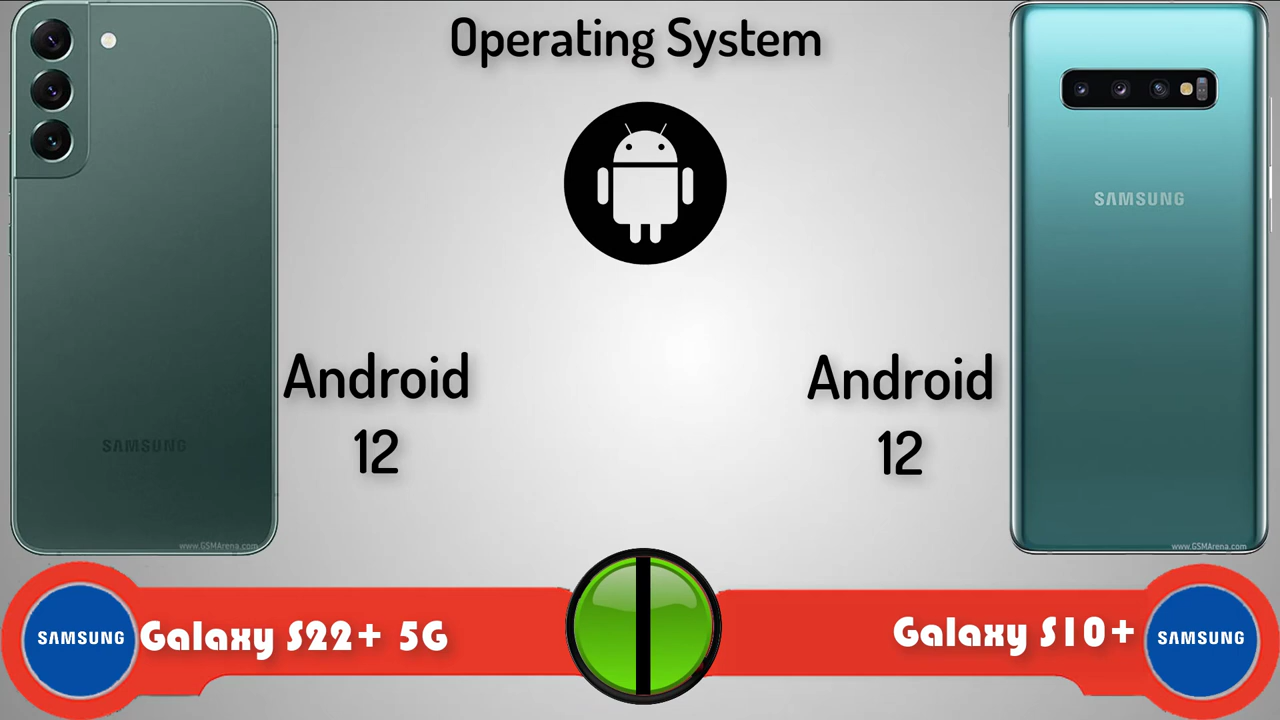 Operating System
SAMSUNG
Android
12
Android
12
SAMSUNG
www.GSMArena.com
www.GSMArena.com
SAMSUNG
Galaxy S22+ 5G
Galaxy S10+
SAMSUNG